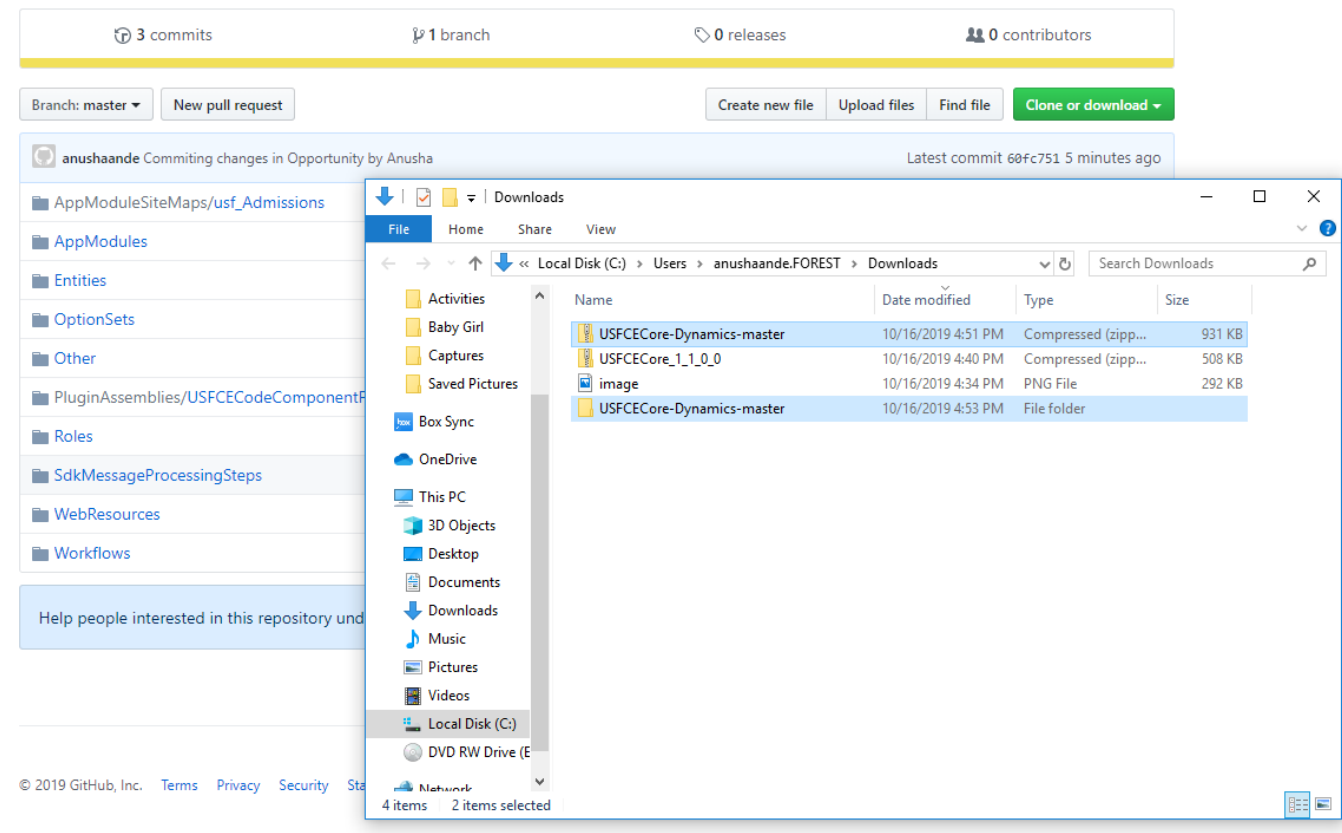 3 commits 1 branch 0 releases 0 contributors
Branch: master New pull request Create new file Upload files Find file Clone or download
anushaande Commiting changes in Opportunity by Anusha Latest commit 60fc751 5 minutes ago
AppModuleSiteMaps/usf_Admissions
AppModules
Entities
OptionSets
Other
PluginAssemblies/USFCECodeComponentF
Roles
SdkMessageProcessingSteps
WebResources
Workflows
Help people interested in this repository und
© 2019 GitHub, Inc. Terms Privacy Security Sta
Downloads
File Home Share View
« Local Disk (C:) > Users > anushaande.FOREST > Downloads Search Downloads
Name Date modified Type Size
USFCECore-Dynamics-master 10/16/2019 4:51 PM Compressed (zipp... 931 KB
USFCECore_1_1_0_0 10/16/2019 4:40 PM Compressed (zipp... 508 KB
image 10/16/2019 4:34 PM PNG File 292 KB
USFCECore-Dynamics-master 10/16/2019 4:53 PM File folder
Activities
Baby Girl
Captures
Saved Pictures
box Box Sync
OneDrive
This PC
3D Objects
Desktop
Documents
Downloads
Music
Pictures
Videos
Local Disk (C:)
DVD RW Drive (E
Network
4 items 2 items selected